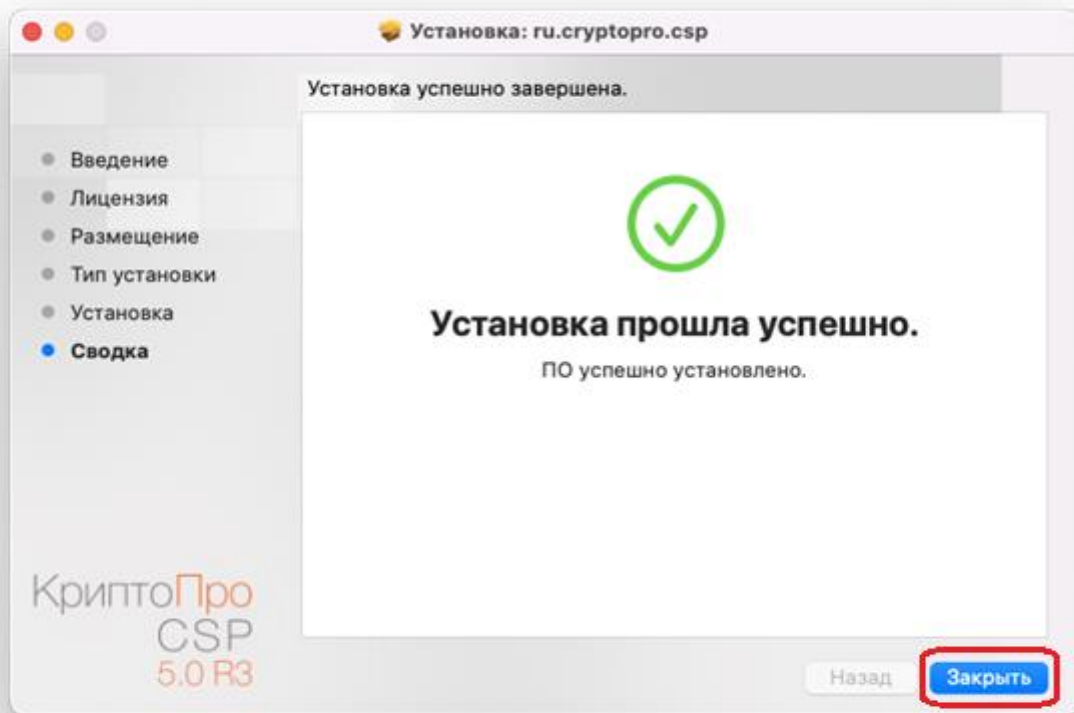 Установка: ru.cryptopro.csp
Установка успешно завершена.
Введение
Лицензия
Размещение
Тип установки
Установка
Сводка
Установка прошла успешно.
ПО успешно установлено.
КриптоПро
CSP
5.0 R3
Назад
Закрыть